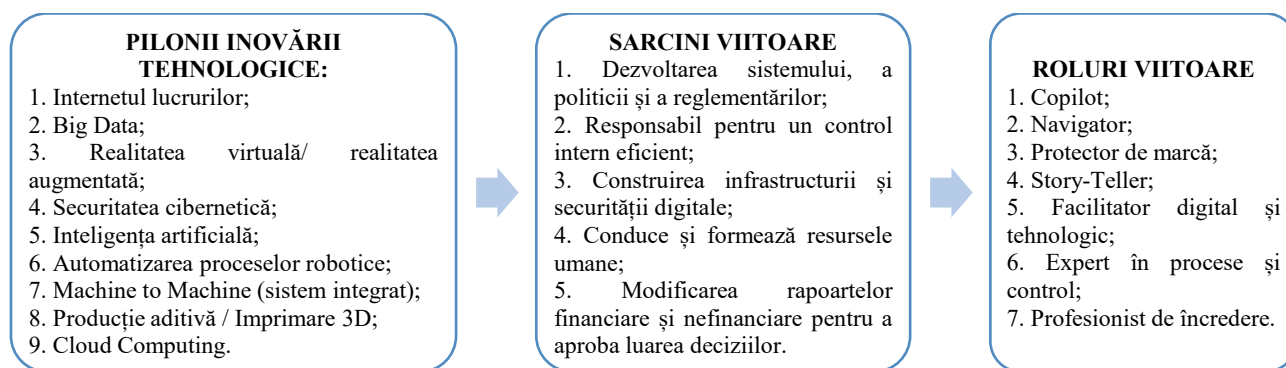 PILONII INOVĂRII
TEHNOLOGICE:
1. Internetul lucrurilor;
2. Big Data;
3. Realitatea virtuală/ realitatea
augmentată;
4. Securitatea cibernetică;
5. Inteligența artificială;
6. Automatizarea proceselor robotice;
7. Machine to Machine (sistem integrat);
8. Producție aditivă / Imprimare 3D;
9. Cloud Computing.
SARCINI VIITOARE
1. Dezvoltarea sistemului, a
politicii și a reglementărilor;
2. Responsabil pentru un control
intern eficient;
3. Construirea infrastructurii și
securității digitale;
4. Conduce și formează resursele
umane;
5. Modificarea rapoartelor
financiare și nefinanciare pentru a
aproba luarea deciziilor.
ROLURI VIITOARE
1. Copilot;
2. Navigator;
3. Protector de marcă;
4. Story-Teller;
5. Facilitator digital și
tehnologic;
6. Expert în procese și
control;
7. Profesionist de încredere.